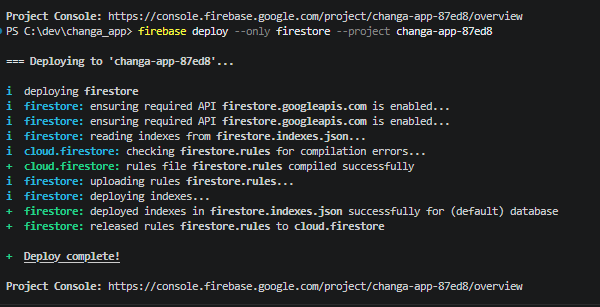 Project Console: https://console.firebase.google.com/project/changa-app-87ed8/overview
PS C:\dev\changa_app> firebase deploy --only firestore --project changa-app-87ed8
=== Deploying to 'changa-app-87ed8'...
i  deploying firestore
i  firestore: ensuring required API firestore.googleapis.com is enabled...
i  firestore: ensuring required API firestore.googleapis.com is enabled...
i  firestore: reading indexes from firestore.indexes.json...
i  cloud.firestore: checking firestore.rules for compilation errors...
+  cloud.firestore: rules file firestore.rules compiled successfully
i  firestore: uploading rules firestore.rules...
i  firestore: deploying indexes...
+  firestore: deployed indexes in firestore.indexes.json successfully for (default) database
+  firestore: released rules firestore.rules to cloud.firestore
+  Deploy complete!
Project Console: https://console.firebase.google.com/project/changa-app-87ed8/overview